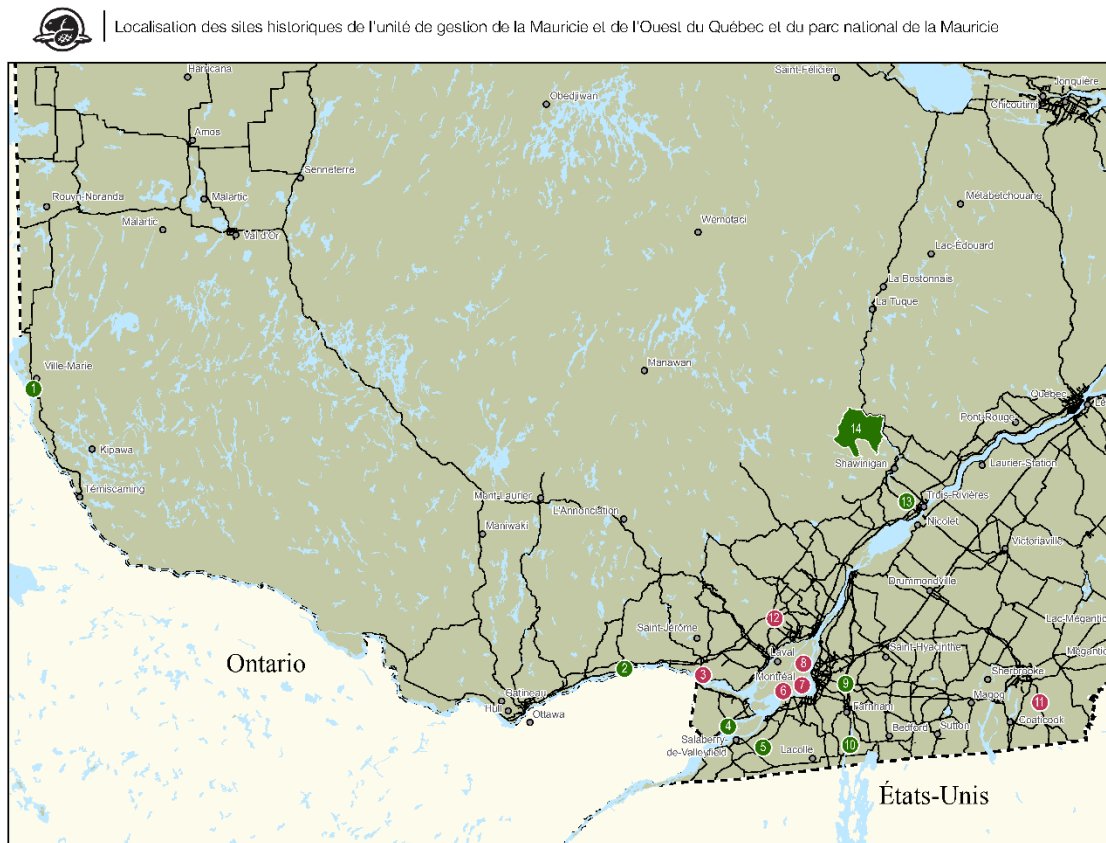 Localisation des sites historiques de l'unité de gestion de la Mauricie et de l'Ouest du Québec et du parc national de la Mauricie
Harricana
Saint-Félicien
Jonquière
Obedjiwan
Chicoutimi
Amos
Senneterre
Rouyn-Noranda
Malartic
Métabetchouane
Malartic
Val d'Or
Wemotaci
Lac-Édouard
La Bostonnais
La Tuque
Ville-Marie
1
Manawan
Québec
Lé
Pont-Rouge
14
Kipawa
Shawinigan
Laurier-Station
Témiscaming
Mont-Laurier
13
Trois-Rivières
L'Annonciation
Nicolet
Maniwaki
Victoriaville
Drummondville
12
Lac-Mégantic
Saint-Jérôme
Ontario
Laval
8
Saint-Hyacinthe
Mégantic
2
3
Montréal
7
9
Sherbrooke
6
Gatineau
Magog
11
Hull
Farnham
Ottawa
4
Bedford
Sutton
Coaticook
Salaberry-
de-Valleyfield
5
Lacolle
10
États-Unis